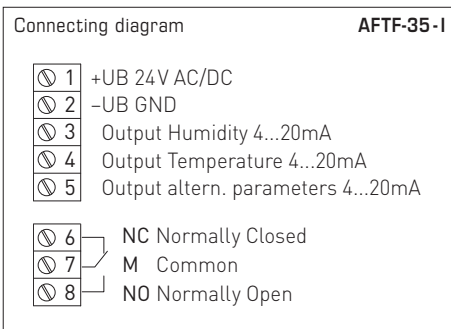 Connecting diagram AFTF-35-I
1 +UB 24V AC/DC
2 –UB GND
3 Output Humidity 4...20mA
4 Output Temperature 4...20mA
5 Output altern. parameters 4...20mA
6 NC Normally Closed
7 M Common
8 NO Normally Open